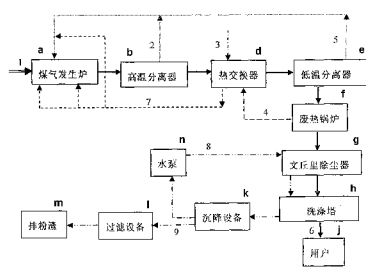 a
b
2
3
d
5
e
1
煤气发生炉
高温分离器
热交换器
低温分离器
7
4
f
废热锅炉
n
8
g
水泵
文丘里除尘器
m
l
k
h
排粉渣
过滤设备
9
沉降设备
洗涤塔
6
j
用户